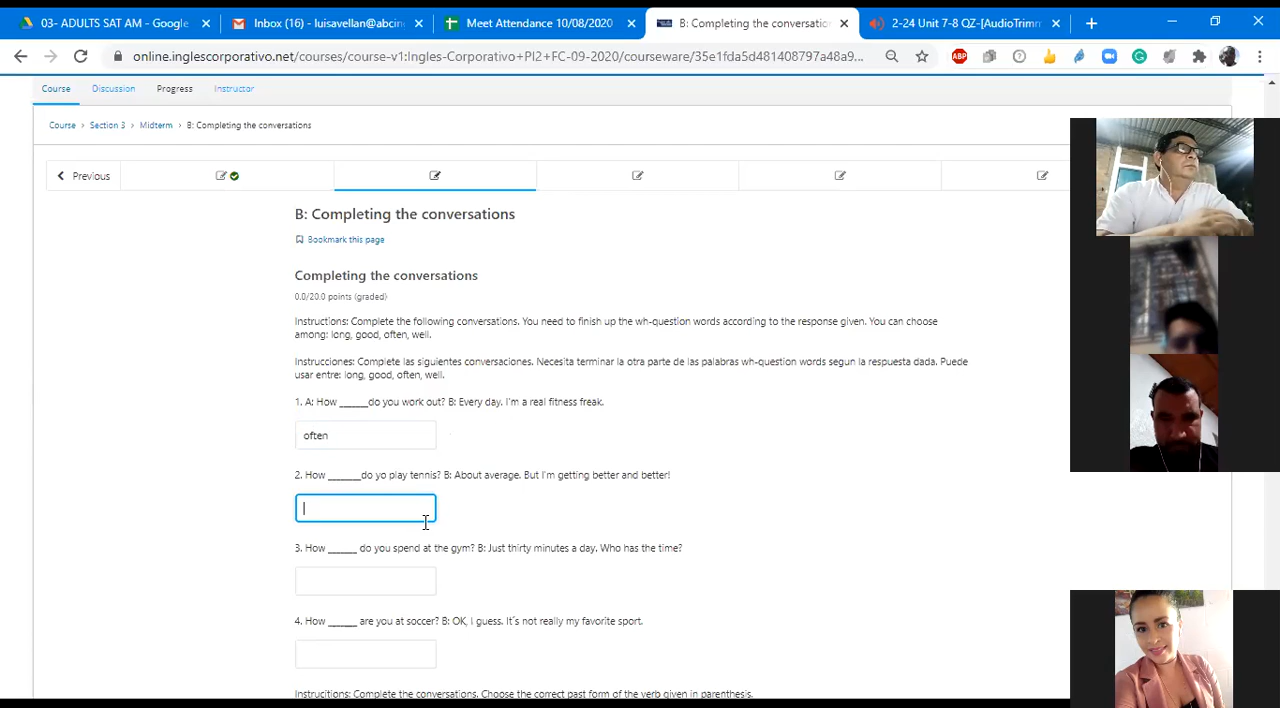 03- ADULTS SAT AM - Google
Inbox (16) - luisavellan@abcin
Meet Attendance 10/08/2020
B: Completing the conversation
2-24 Unit 7-8 QZ-[AudioTrimm
online.inglescorporativo.net/courses/course-v1:Ingles-Corporativo+PI2+FC-09-2020/courseware/35e1fda5d481408797a48a9...
ABP
Course Discussion Progress Instructor
Course > Section 3 > Midterm > B: Completing the conversations
Previous
B: Completing the conversations
Bookmark this page
Completing the conversations
0.0/20.0 points (graded)
Instructions: Complete the following conversations. You need to finish up the wh-question words according to the response given. You can choose
among: long, good, often, well.
Instrucciones: Complete las siguientes conversaciones. Necesita terminar la otra parte de las palabras wh-question words segun la respuesta dada. Puede
usar entre: long, good, often, well.
1. A: How ______do you work out? B: Every day. I'm a real fitness freak.
often
2. How _______do yo play tennis? B: About average. But I'm getting better and better!
3. How ______ do you spend at the gym? B: Just thirty minutes a day. Who has the time?
4. How ______ are you at soccer? B: OK, I guess. It´s not really my favorite sport.
Instrucitions: Complete the conversations. Choose the correct past form of the verb given in parenthesis.